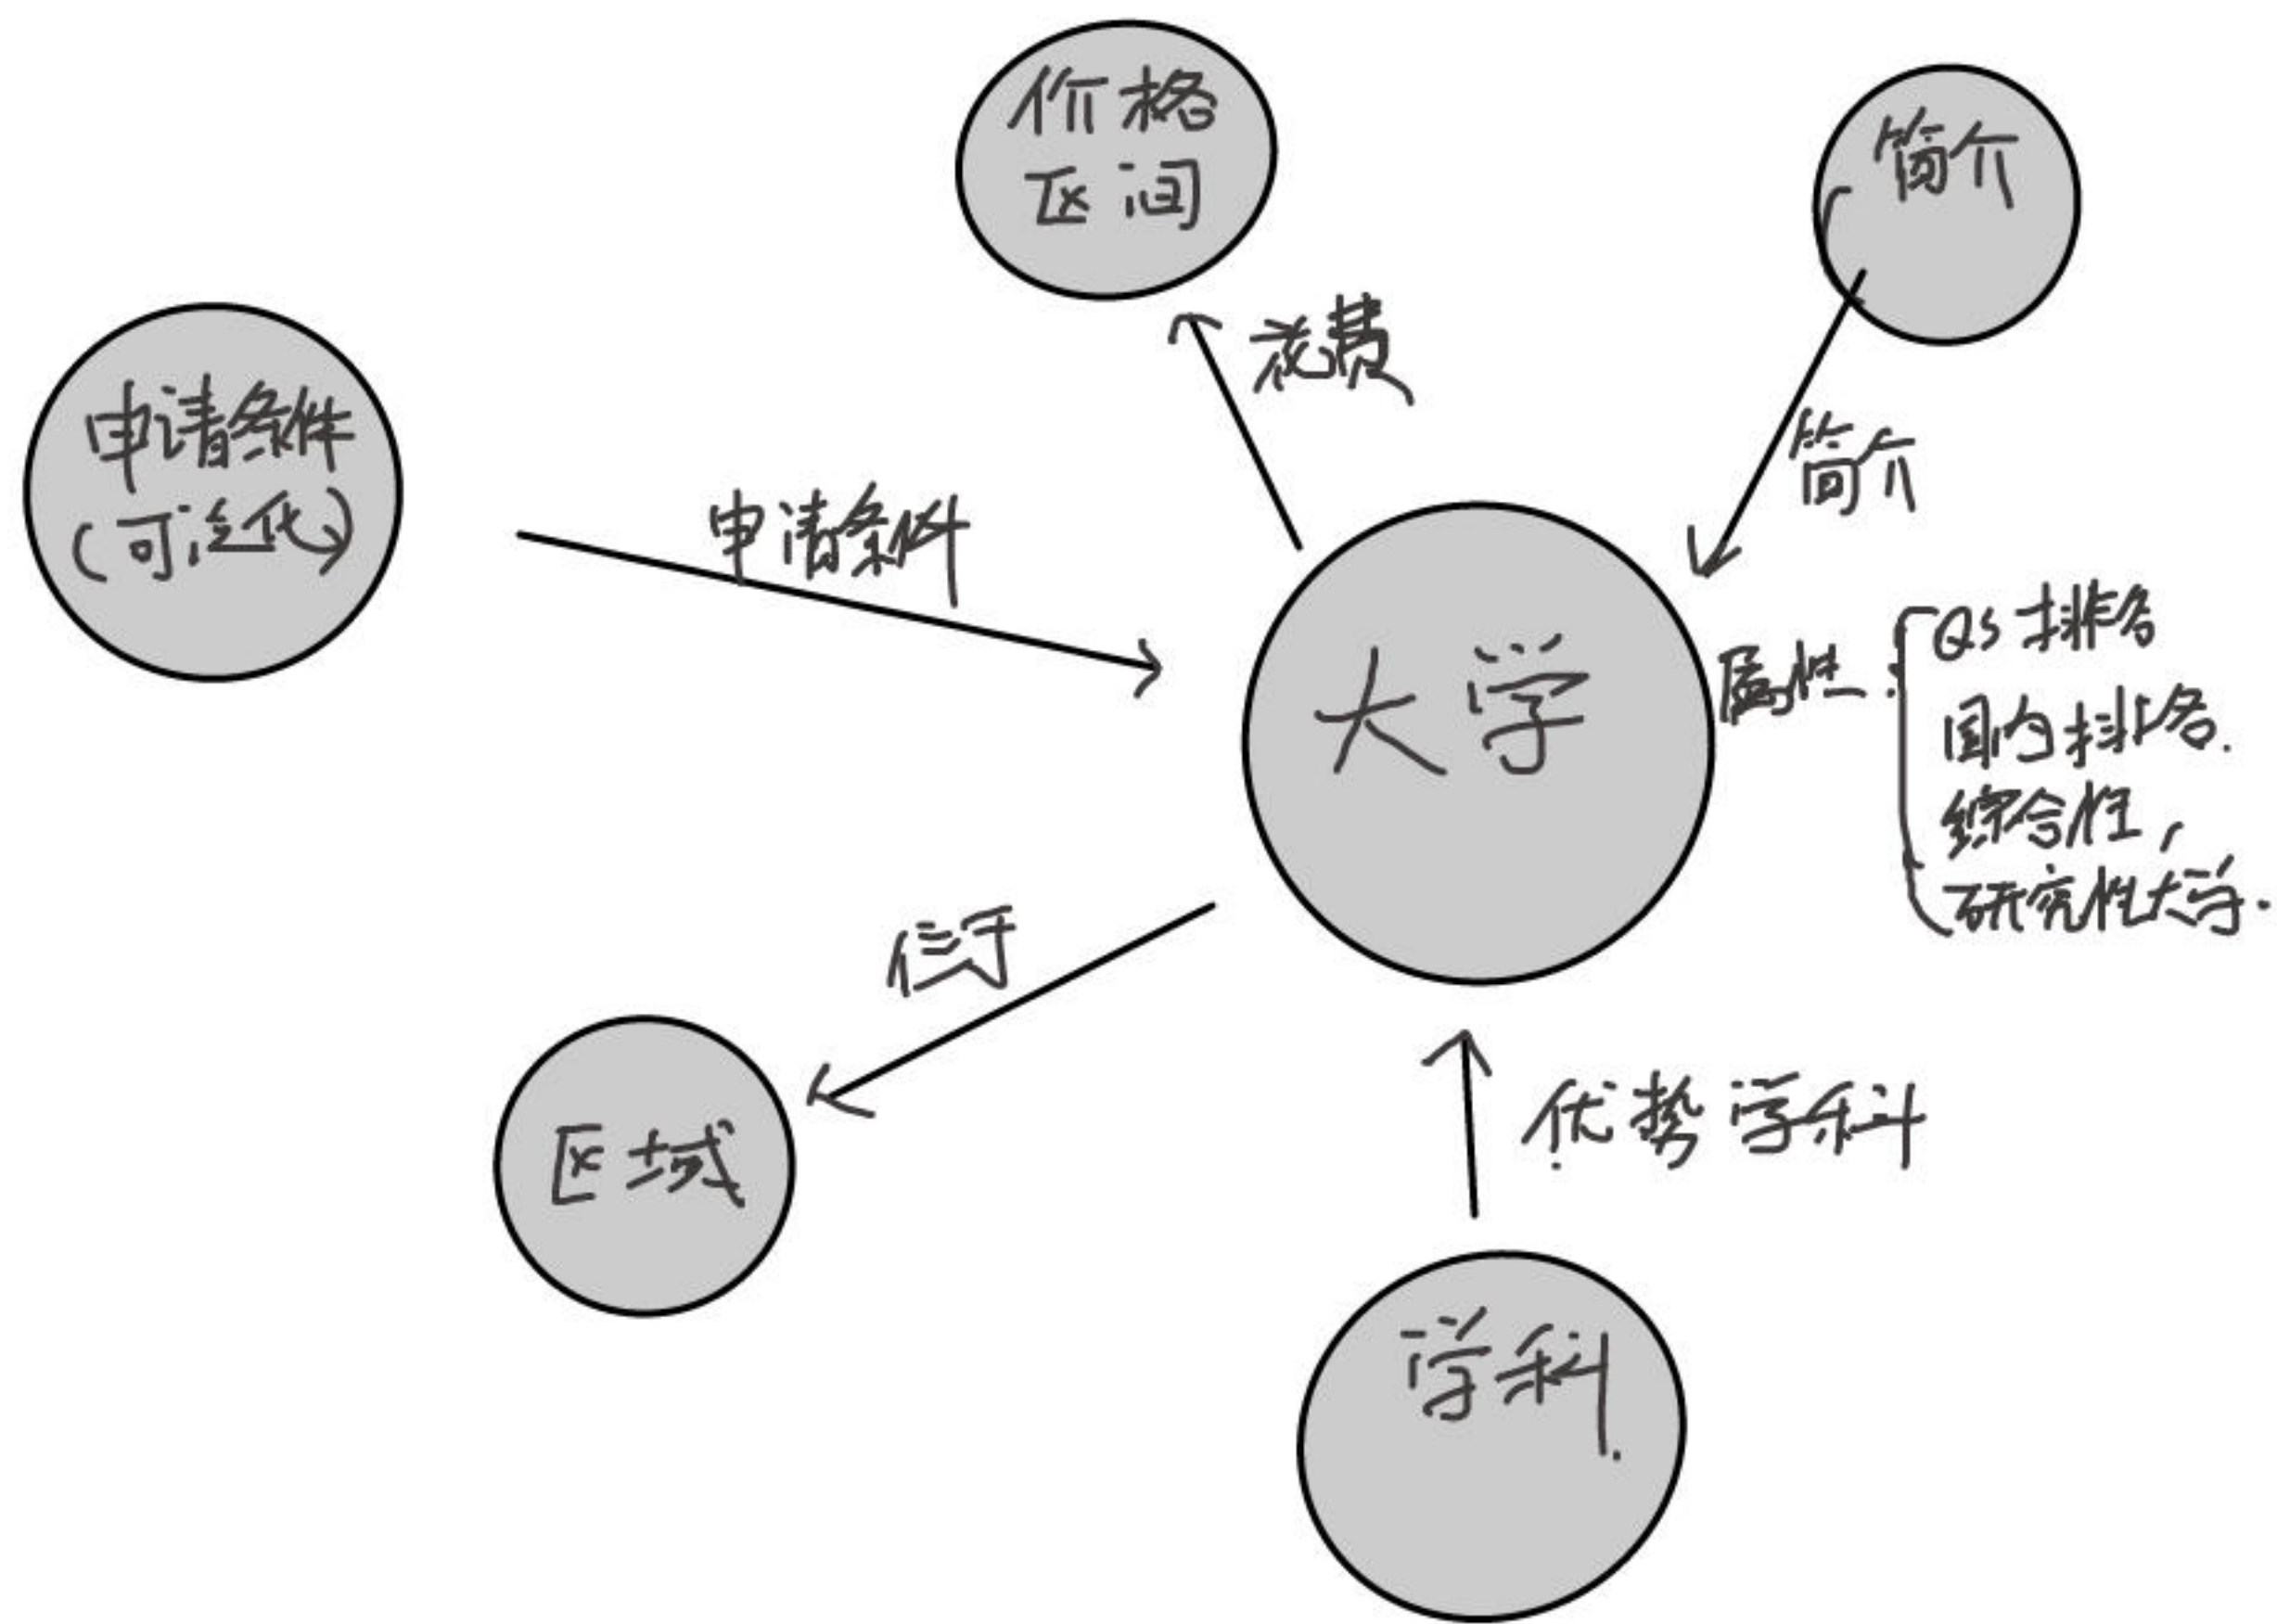 价格
区间
简介
花费
申请条件
(可泛化)
简介
申请条件
大学
属性:
QS排名
国内排名.
综合性,
研究性大学.
位于
区域
优势学科
学科.